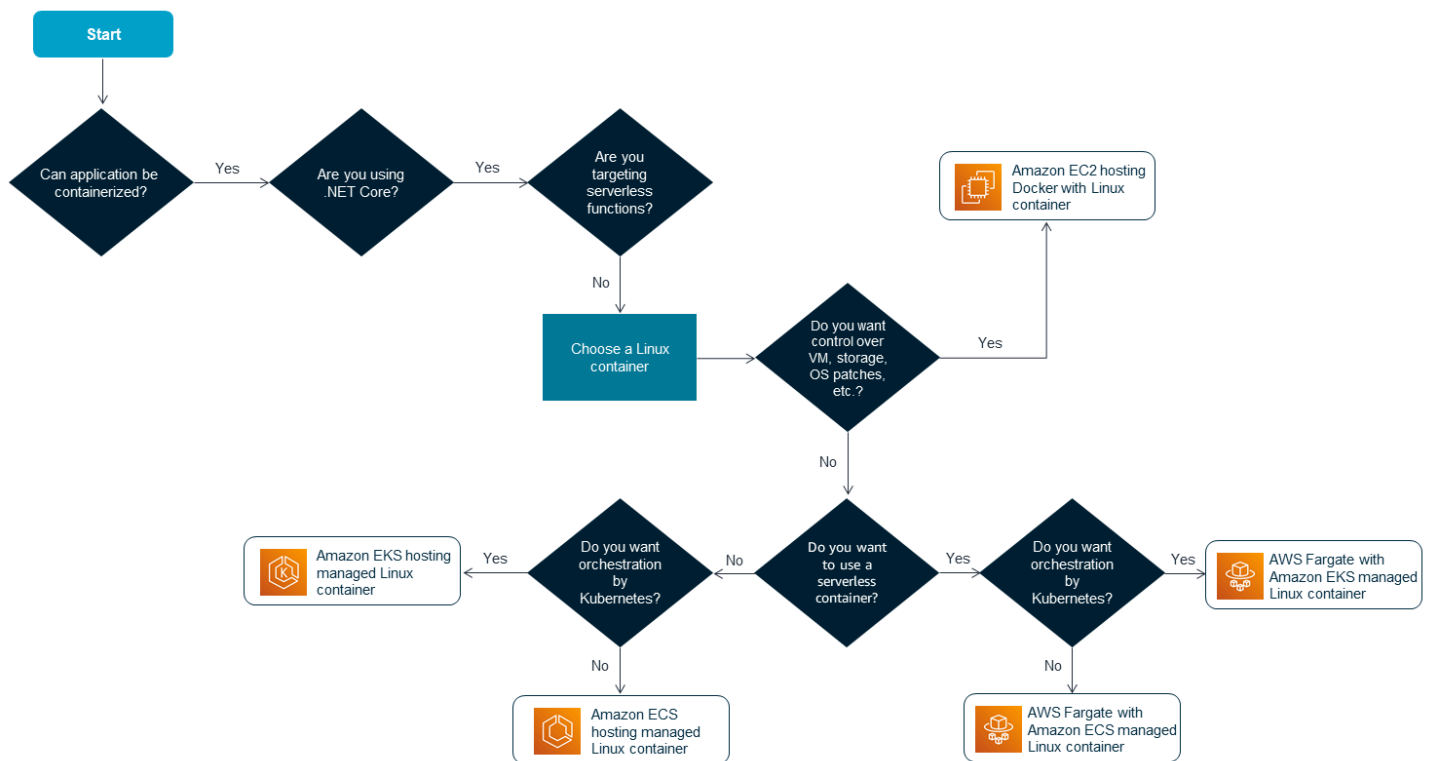 Start
Can application be
containerized?
Yes
Are you using
.NET Core?
Yes
Are you
targeting
serverless
functions?
No
Choose a Linux
container
Do you want
control over
VM, storage,
OS patches,
etc.?
Yes
Amazon EC2 hosting
Docker with Linux
container
No
Do you want
to use a
serverless
container?
No
Do you want
orchestration
by
Kubernetes?
Yes
Amazon EKS hosting
managed Linux
container
K
No
Amazon ECS
hosting managed
Linux container
Yes
Do you want
orchestration
by
Kubernetes?
Yes
AWS Fargate with
Amazon EKS managed
Linux container
No
AWS Fargate with
Amazon ECS managed
Linux container